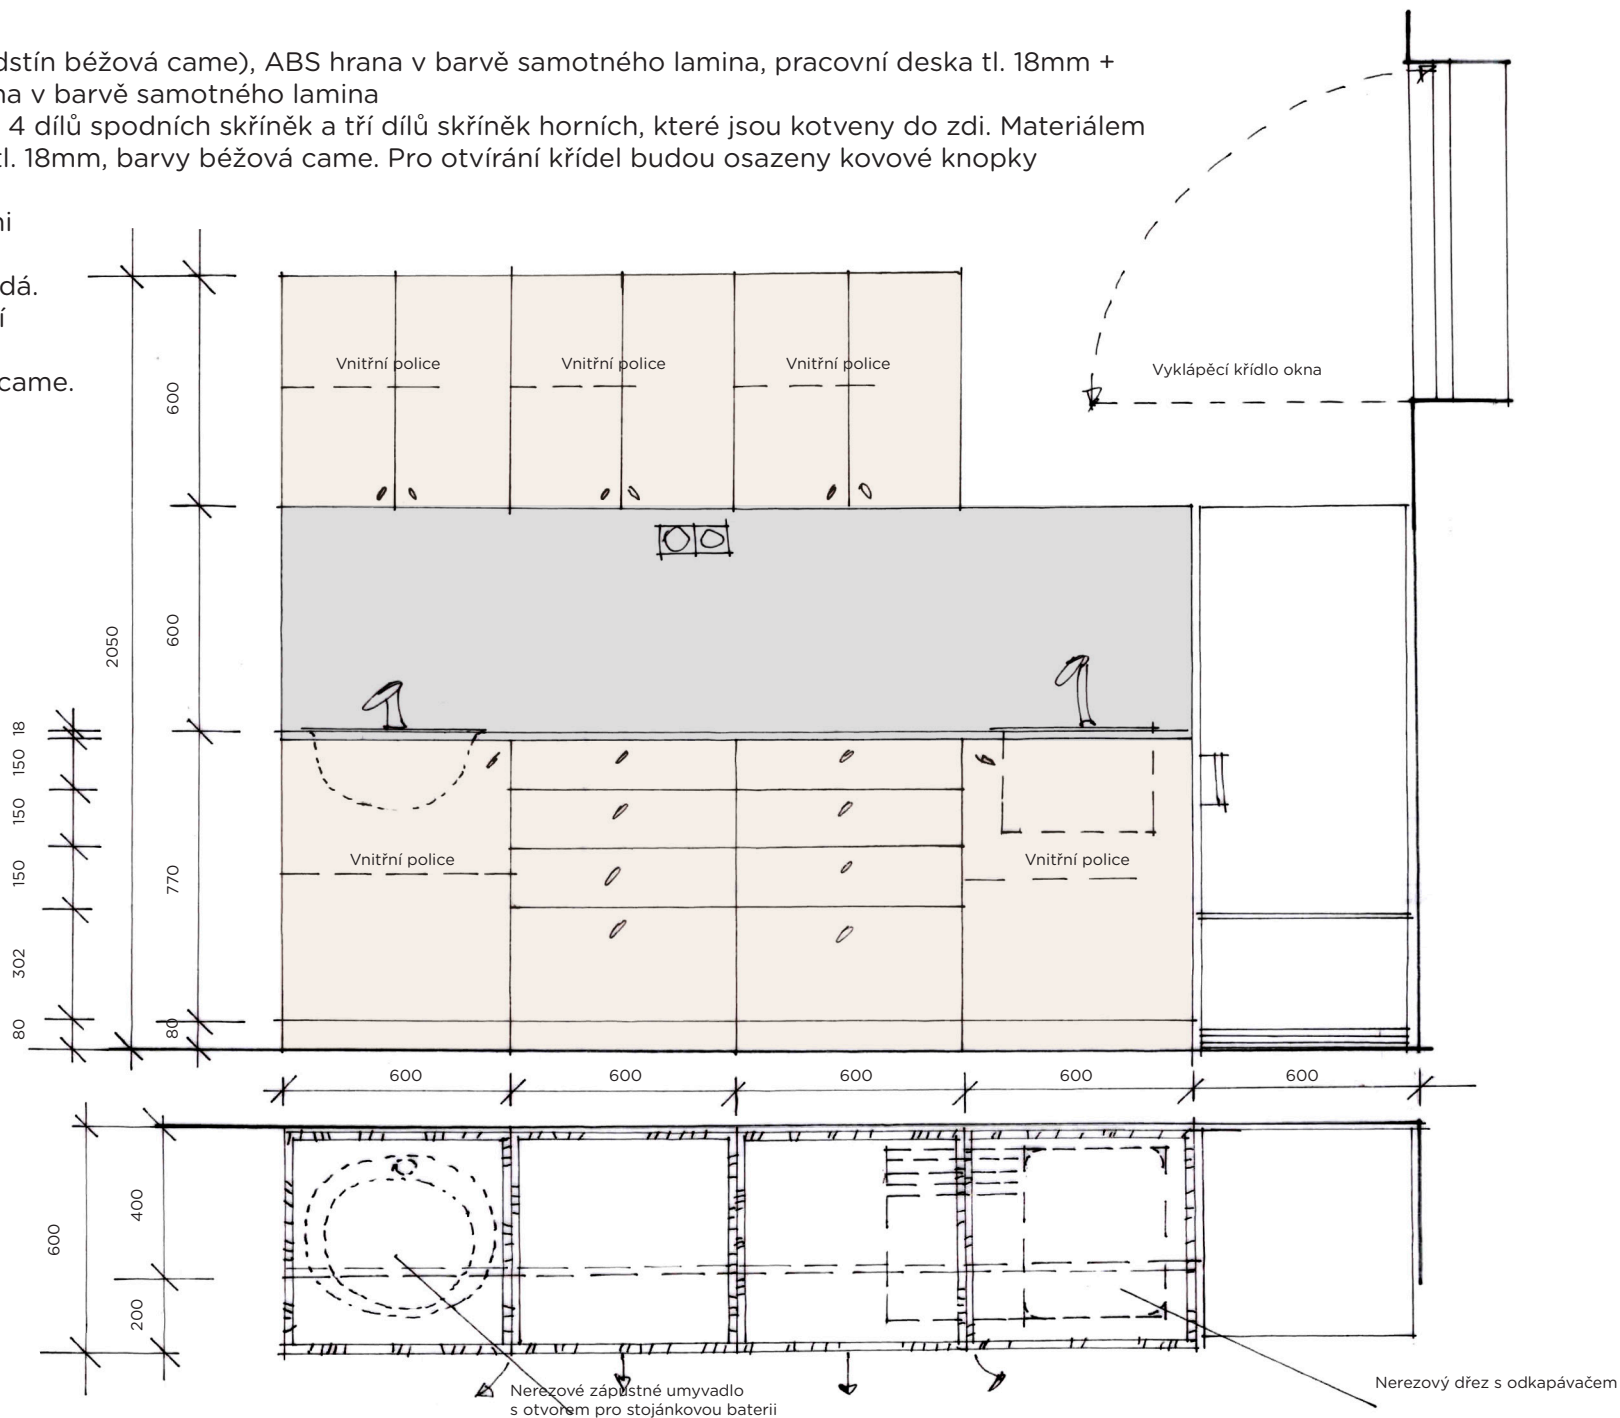 dstín béžová came), ABS hrana v barvě samotného lamina, pracovní deska tl. 18mm +
na v barvě samotného lamina
4 dílů spodních skříněk a tří dílů skříněk horních, které jsou kotveny do zdi. Materiálem
tl. 18mm, barvy béžová came. Pro otvírání křídel budou osazeny kovové knopky
ni
dá.
í
came.
Vnitřní police
Vnitřní police
Vnitřní police
Vyklápěcí křídlo okna
600
600
2050
18
150
150
150
302
80
770
80
Vnitřní police
Vnitřní police
600
600
600
600
600
600
400
200
Nerezové zápustné umyvadlo
s otvorem pro stojánkovou baterii
Nerezový dřez s odkapávačem